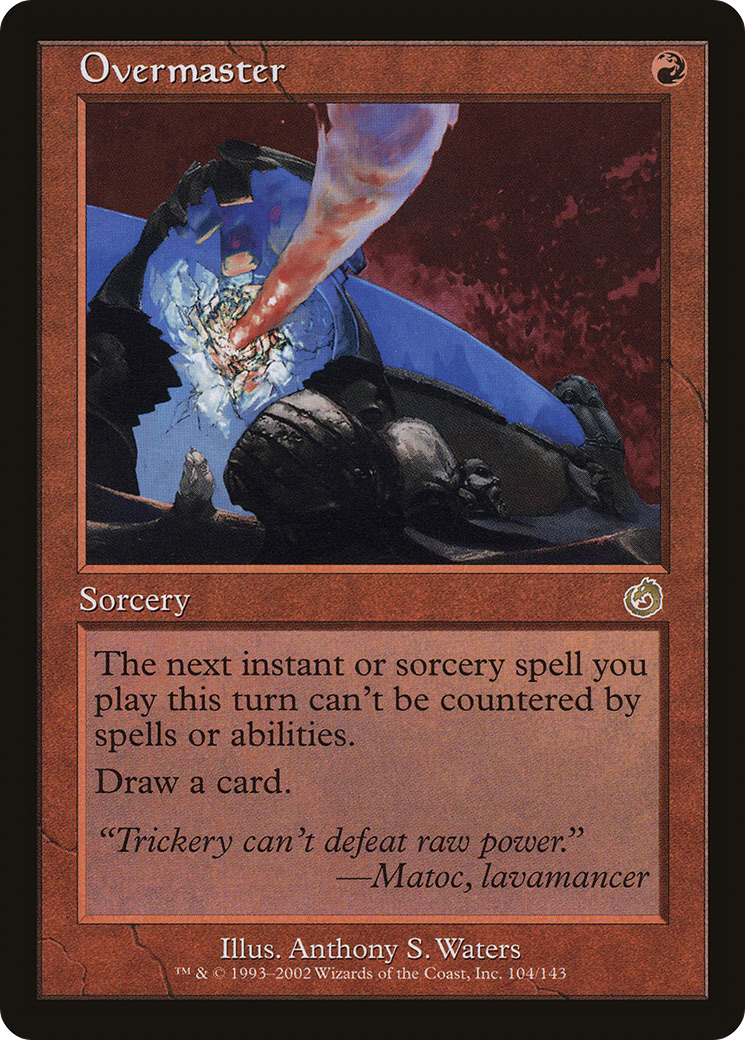 Overmaster
Sorcery
The next instant or sorcery spell you
play this turn can't be countered by
spells or abilities.
Draw a card.
“Trickery can't defeat raw power.”
—Matoc, lavamancer
Illus. Anthony S. Waters
™ & © 1993–2002 Wizards of the Coast, Inc. 104/143